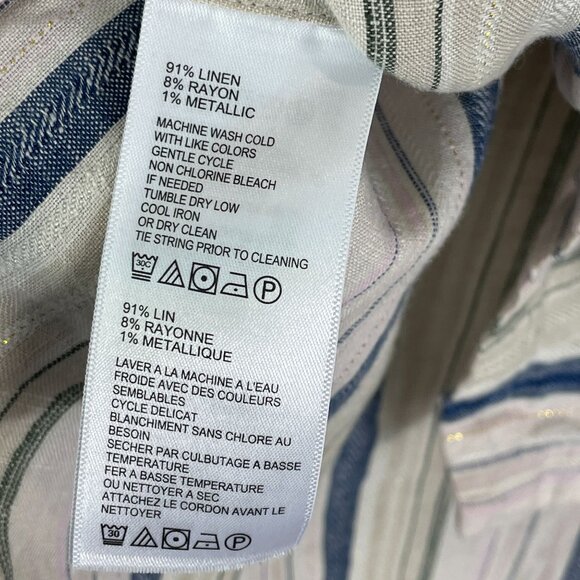 91% LINEN
8% RAYON
1% METALLIC
MACHINE WASH COLD
WITH LIKE COLORS
GENTLE CYCLE
NON CHLORINE BLEACH
IF NEEDED
TUMBLE DRY LOW
COOL IRON
OR DRY CLEAN
TIE STRING PRIOR TO CLEANING
30C P
91% LIN
8% RAYONNE
1% METALLIQUE
LAVER A LA MACHINE A L'EAU
FROIDE AVEC DES COULEURS
SEMBLABLES
CYCLE DELICAT
BLANCHIMENT SANS CHLORE AU
BESOIN
SECHER PAR CULBUTAGE A BASSE
TEMPERATURE
FER A BASSE TEMPERATURE
OU NETTOYER A SEC
ATTACHEZ LE CORDON AVANT LE
NETTOYER
30 P